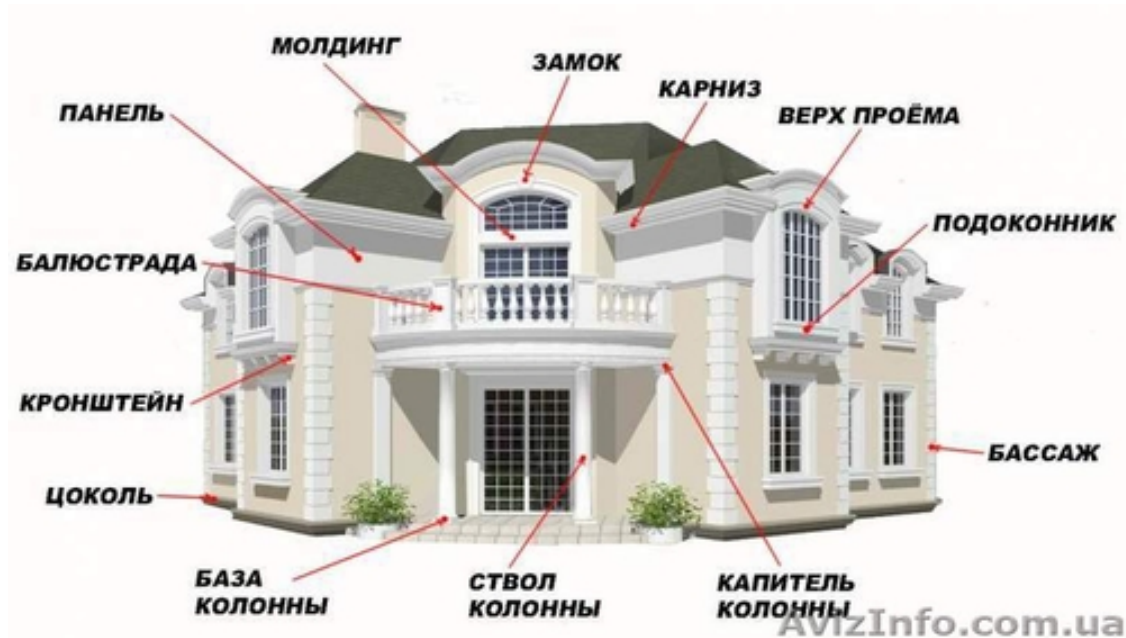 МОЛДИНГ
ЗАМОК
КАРНИЗ
ВЕРХ ПРОЁМА
ПАНЕЛЬ
ПОДОКОННИК
БАЛЮСТРАДА
КРОНШТЕЙН
БАССАЖ
ЦОКОЛЬ
БАЗА
КОЛОННЫ
СТВОЛ
КОЛОННЫ
КАПИТЕЛЬ
КОЛОННЫ
AvizInfo.com.ua